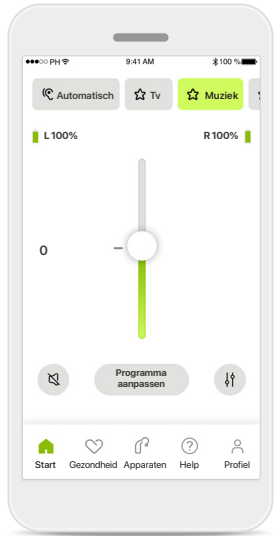 PH 9:41 AM 100 %
Automatisch Tv Muziek
L 100% R 100%
0
Programma
aanpassen
Start Gezondheid Apparaten Help Profiel